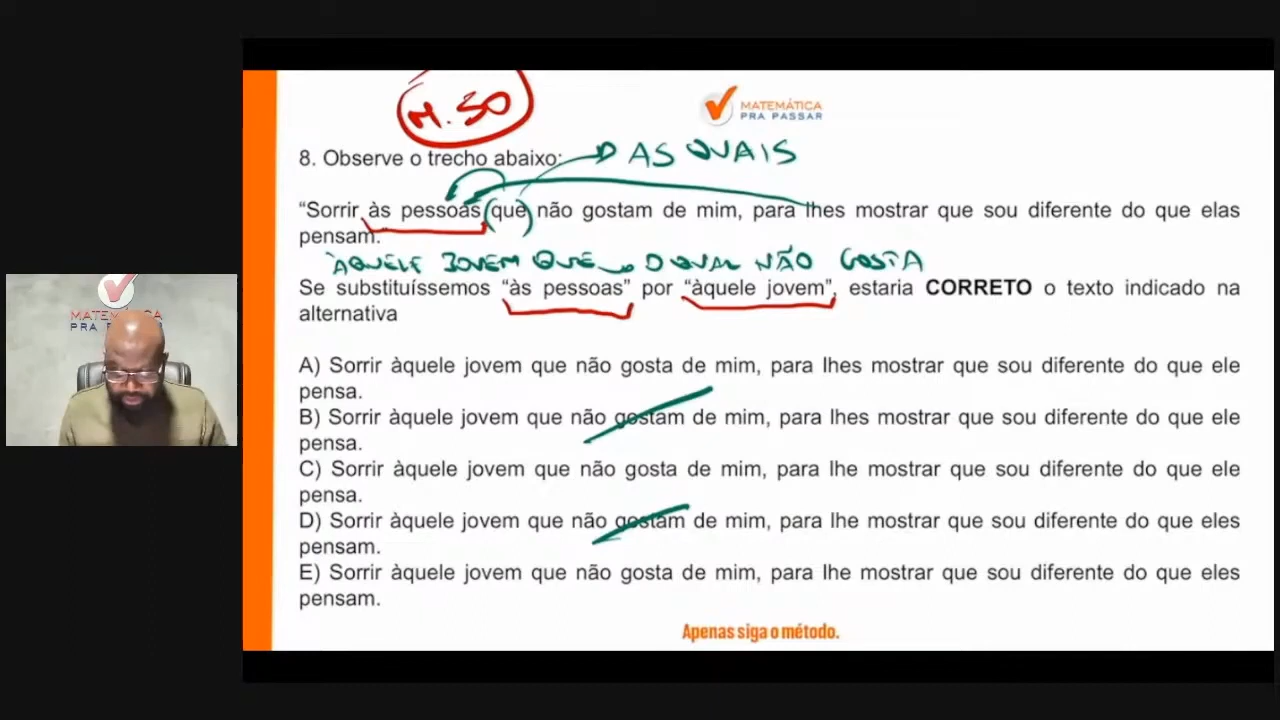 M.50
MATEMÁTICA
PRA PASSAR
8. Observe o trecho abaixo:
AS QUAIS
“Sorrir às pessoas que não gostam de mim, para lhes mostrar que sou diferente do que elas
pensam.”
ÀQUELE JOVEM QUE O QUAL NÃO GOSTA
Se substituíssemos “às pessoas” por “àquele jovem”, estaria CORRETO o texto indicado na
alternativa
A) Sorrir àquele jovem que não gosta de mim, para lhes mostrar que sou diferente do que ele
pensa.
B) Sorrir àquele jovem que não gostam de mim, para lhes mostrar que sou diferente do que ele
pensa.
C) Sorrir àquele jovem que não gosta de mim, para lhe mostrar que sou diferente do que ele
pensa.
D) Sorrir àquele jovem que não gostam de mim, para lhe mostrar que sou diferente do que eles
pensam.
E) Sorrir àquele jovem que não gosta de mim, para lhe mostrar que sou diferente do que eles
pensam.
Apenas siga o método.
MATEMÁTICA
PRA